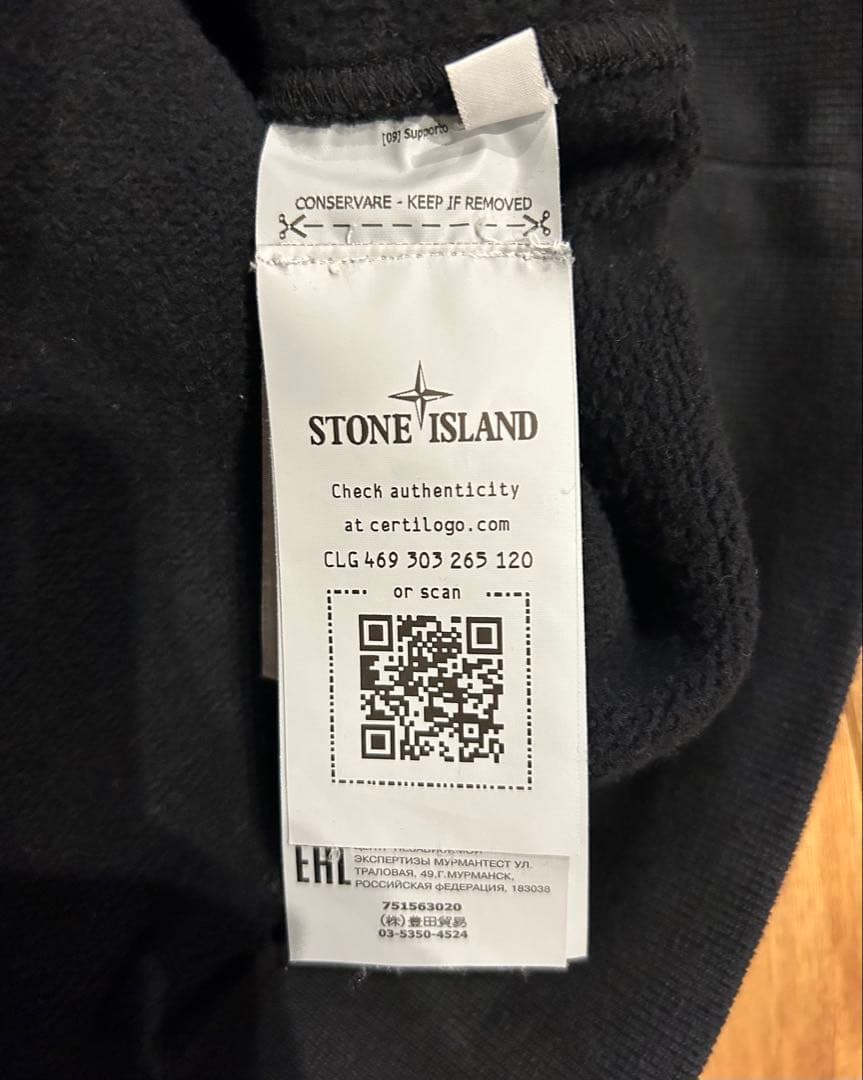 [09] Supporto
CONSERVARE - KEEP IF REMOVED
STONE ISLAND
Check authenticity
at certilogo.com
CLG 469 303 265 120
or scan
EAC
ЭКСПЕРТИЗЫ МУРМАНТЕСТ УЛ.
ТРАЛОВАЯ, 49.Г.МУРМАНСК,
РОССИЙСКАЯ ФЕДЕРАЦИЯ, 183038
751563020
(株)豊田貿易
03-5350-4524